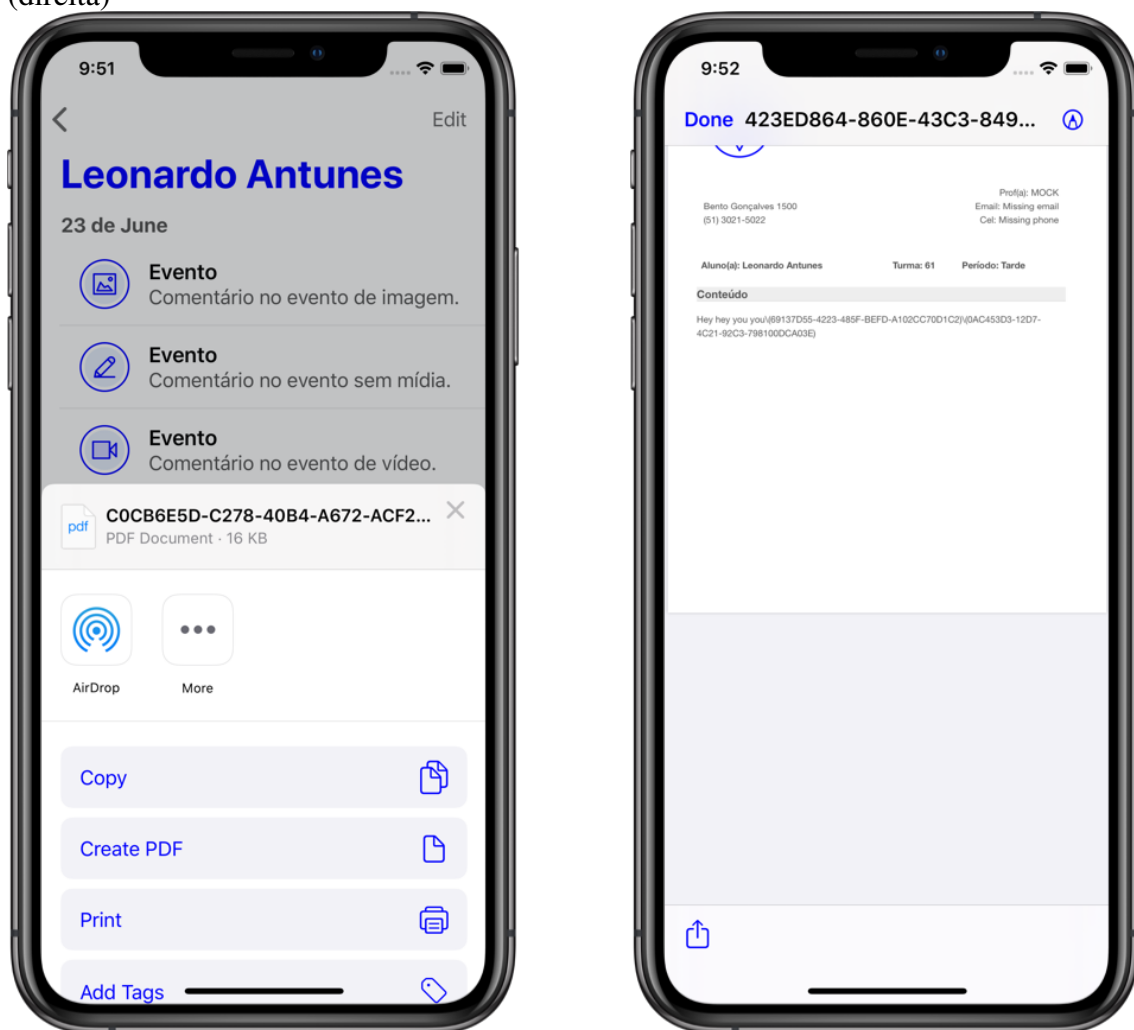 (direita)
9:51
Edit
Leonardo Antunes
23 de June
Evento
Comentário no evento de imagem.
Evento
Comentário no evento sem mídia.
Evento
Comentário no evento de vídeo.
pdf
C0CB6E5D-C278-40B4-A672-ACF2...
PDF Document · 16 KB
AirDrop
More
Copy
Create PDF
Print
Add Tags
9:52
Done 423ED864-860E-43C3-849...
Prof(a): MOCK
Bento Gonçalves 1500
Email: Missing email
(51) 3021-5022
Cel: Missing phone
Aluno(a): Leonardo Antunes Turma: 61 Período: Tarde
Conteúdo
Hey hey you you\(69137D55-4223-485F-BEFD-A102CC70D1C2)\(0AC453D3-12D7-
4C21-92C3-798100DCA03E)